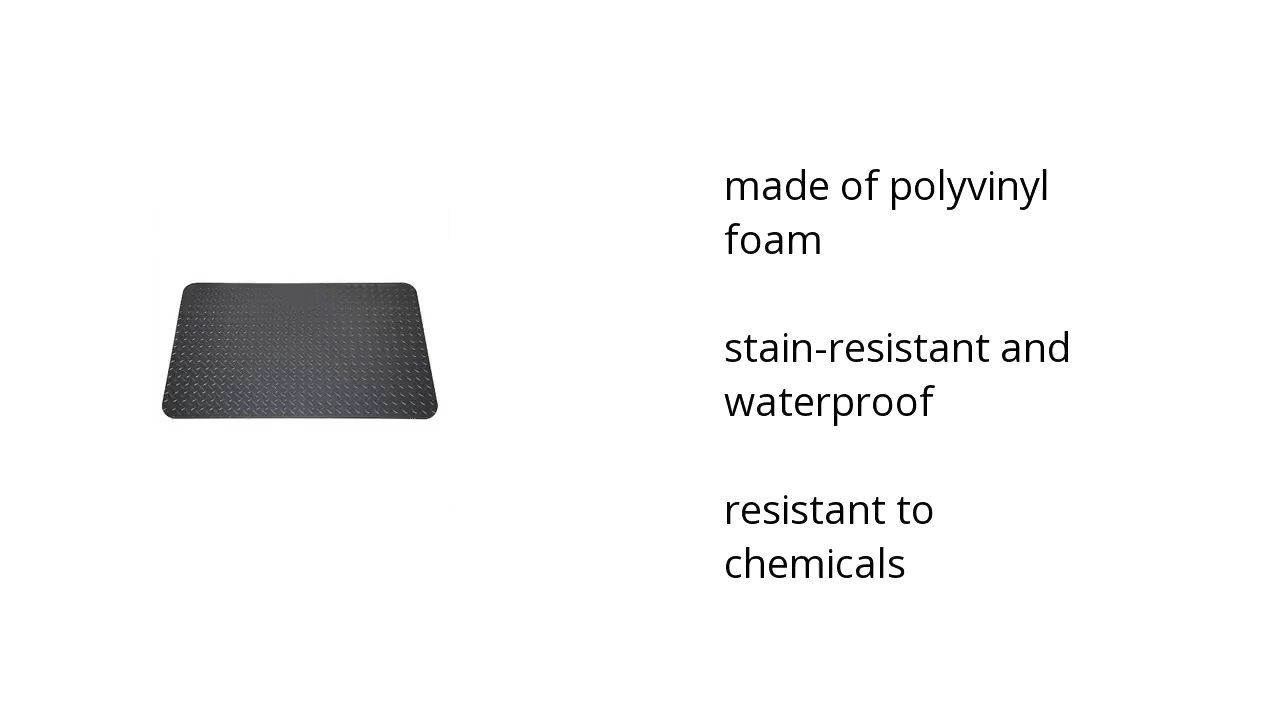 made of polyvinyl
foam
stain-resistant and
waterproof
resistant to
chemicals